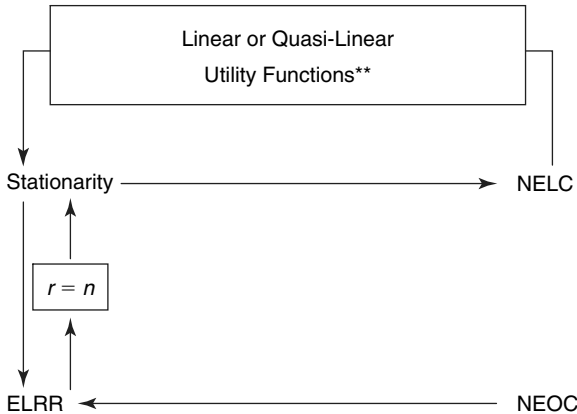 Linear or Quasi-Linear
Utility Functions**
Stationarity
NELC
r = n
ELRR
NEOC